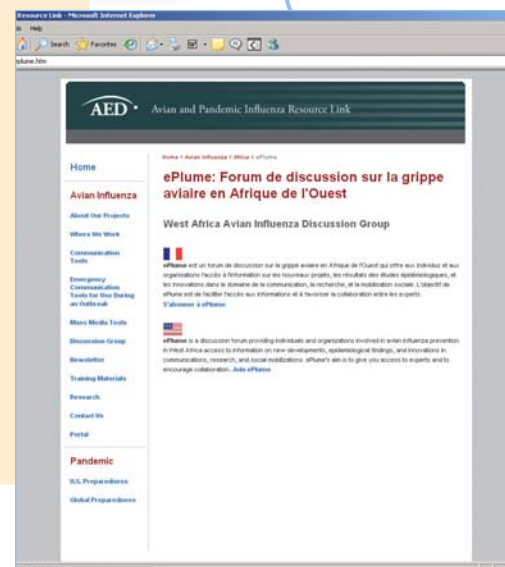 Resource Link - Microsoft Internet Explorer
Help
Search Favorites
plume.htm
AED
Avian and Pandemic Influenza Resource Link
Home > Avian Influenza > Africa > ePlume
Home
ePlume: Forum de discussion sur la grippe
aviaire en Afrique de l'Ouest
West Africa Avian Influenza Discussion Group
ePlume est un forum de discussion sur la grippe aviaire en Afrique de l'Ouest qui offre aux individus et aux
organisations l'accès à l'information sur les nouveaux projets, les résultats des études épidémiologiques, et
les innovations dans le domaine de la communication, la recherche, et la mobilisation sociale. L'objectif de
ePlume est de faciliter l'accès aux informations et à favoriser la collaboration entre les experts.
S'abonner à ePlume
ePlume is a discussion forum providing individuals and organizations involved in avian influenza prevention
in West Africa access to information on new developments, epidemiological findings, and innovations in
communications, research, and social mobilizations. ePlume's aim is to give you access to experts and to
encourage collaboration. Join ePlume
Avian Influenza
About Our Projects
Where We Work
Communication
Tools
Emergency
Communication
Tools for Use During
an Outbreak
Mass Media Tools
Discussion Group
Newsletter
Training Materials
Research
Contact Us
Portal
Pandemic
U.S. Preparedness
Global Preparedness